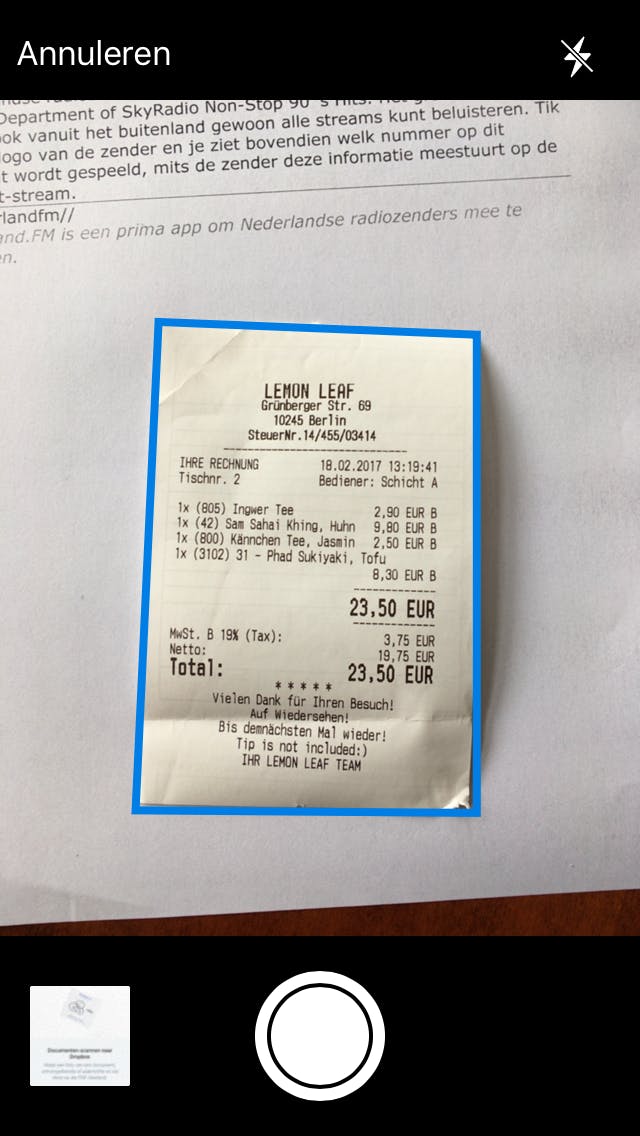 Annuleren
Department of SkyRadio Non-Stop 90's Hits.
ook vanuit het buitenland gewoon alle streams kunt beluisteren. Tik
logo van de zender en je ziet bovendien welk nummer op dit
t wordt gespeeld, mits de zender deze informatie meestuurt op de
t-stream.
rlandfm//
and.FM is een prima app om Nederlandse radiozenders mee te
en.
LEMON LEAF
Grünberger Str. 69
10245 Berlin
SteuerNr.14/455/03414
IHRE RECHNUNG 18.02.2017 13:19:41
Tischnr. 2 Bediener: Schicht A
1x (805) Ingwer Tee 2,90 EUR B
1x (42) Sam Sahai Khing, Huhn 9,80 EUR B
1x (800) Kännchen Tee, Jasmin 2,50 EUR B
1x (3102) 31 - Phad Sukiyaki, Tofu
8,30 EUR B
23,50 EUR
MwSt. B 19% (Tax): 3,75 EUR
Netto: 19,75 EUR
Total: 23,50 EUR
* * * * *
Vielen Dank für Ihren Besuch!
Auf Wiedersehen!
Bis demnächsten Mal wieder!
Tip is not included:)
IHR LEMON LEAF TEAM
Documenten scannen naar
Dropbox